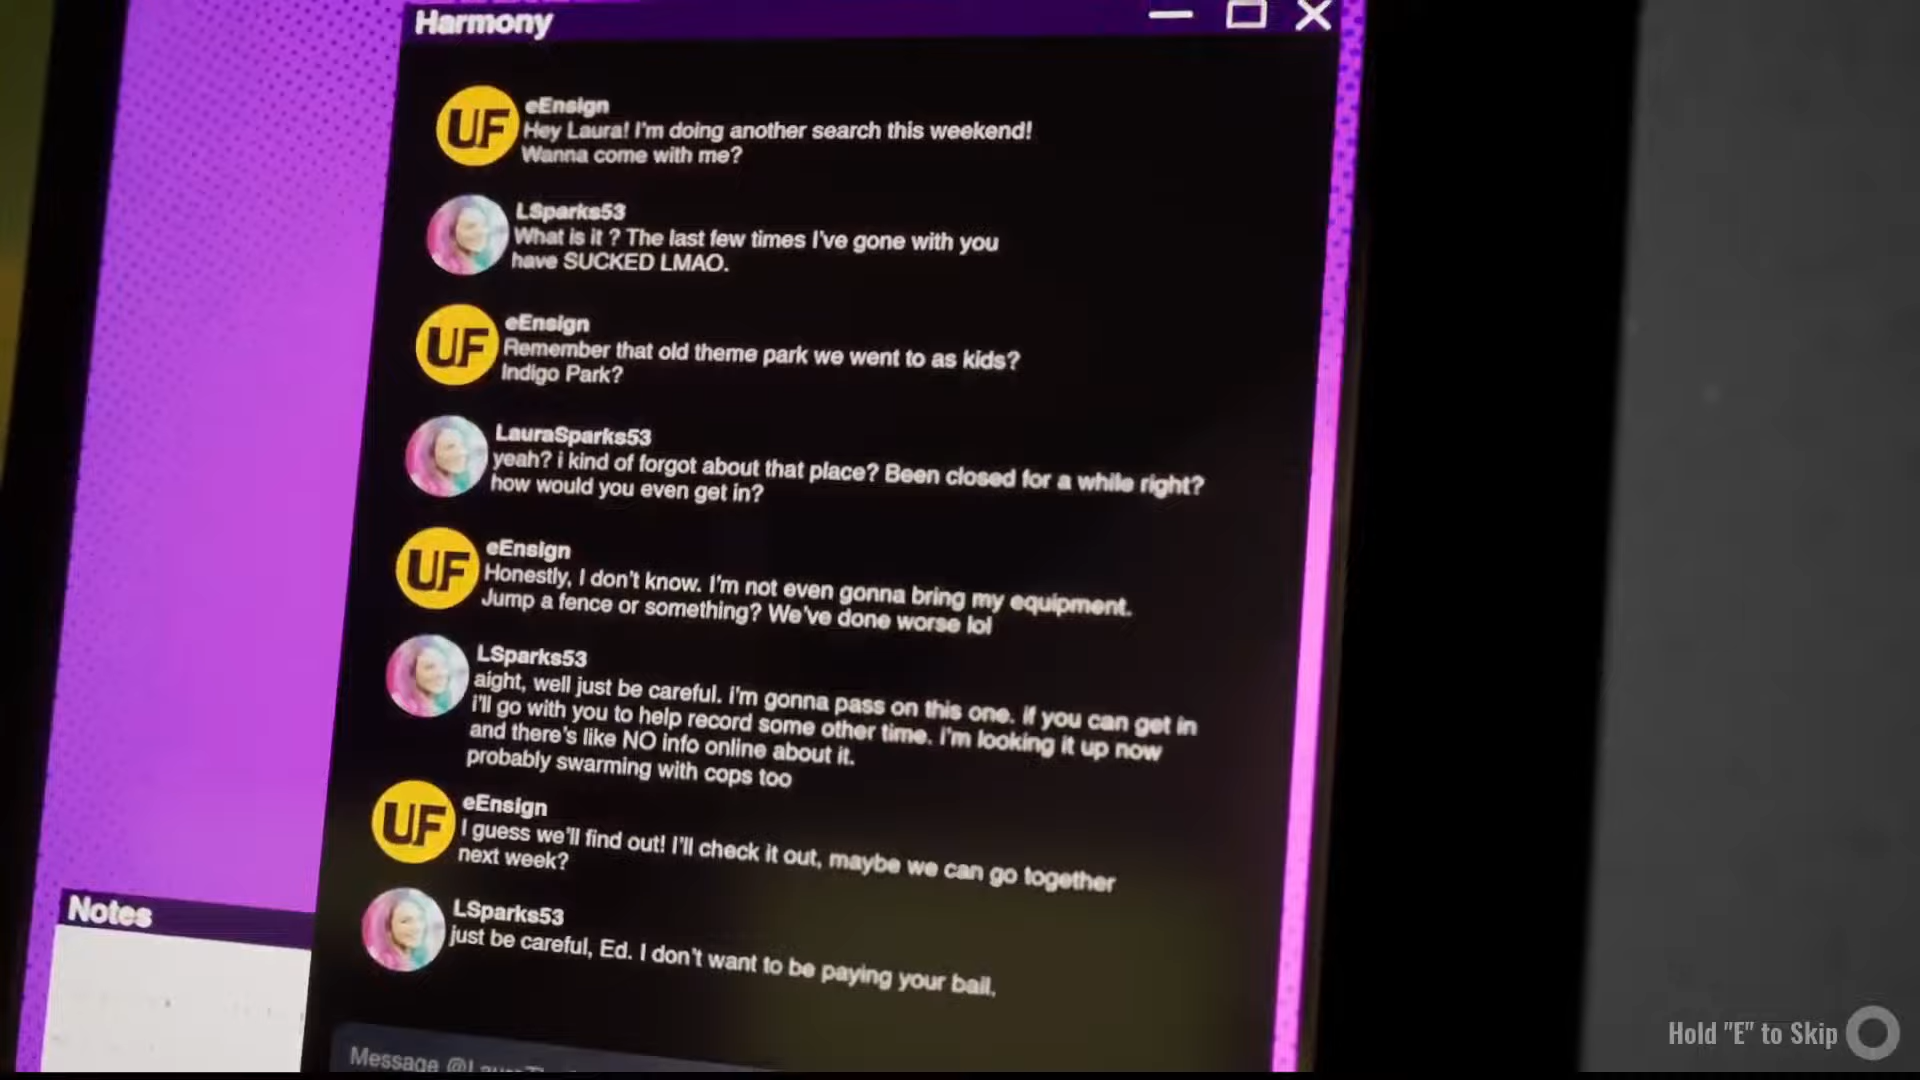 Harmony
UF
eEnsign
Hey Laura! I'm doing another search this weekend!
Wanna come with me?
LSparks53
What is it ? The last few times I've gone with you
have SUCKED LMAO.
UF
eEnsign
Remember that old theme park we went to as kids?
Indigo Park?
LauraSparks53
yeah? i kind of forgot about that place? Been closed for a while right?
how would you even get in?
UF
eEnsign
Honestly, I don't know. I'm not even gonna bring my equipment.
Jump a fence or something? We've done worse lol
LSparks53
aight, well just be careful. i'm gonna pass on this one. if you can get in
i'll go with you to help record some other time. i'm looking it up now
and there's like NO info online about it.
probably swarming with cops too
UF
eEnsign
I guess we'll find out! I'll check it out, maybe we can go together
next week?
LSparks53
just be careful, Ed. I don't want to be paying your bail.
Notes
Message
Hold "E" to Skip